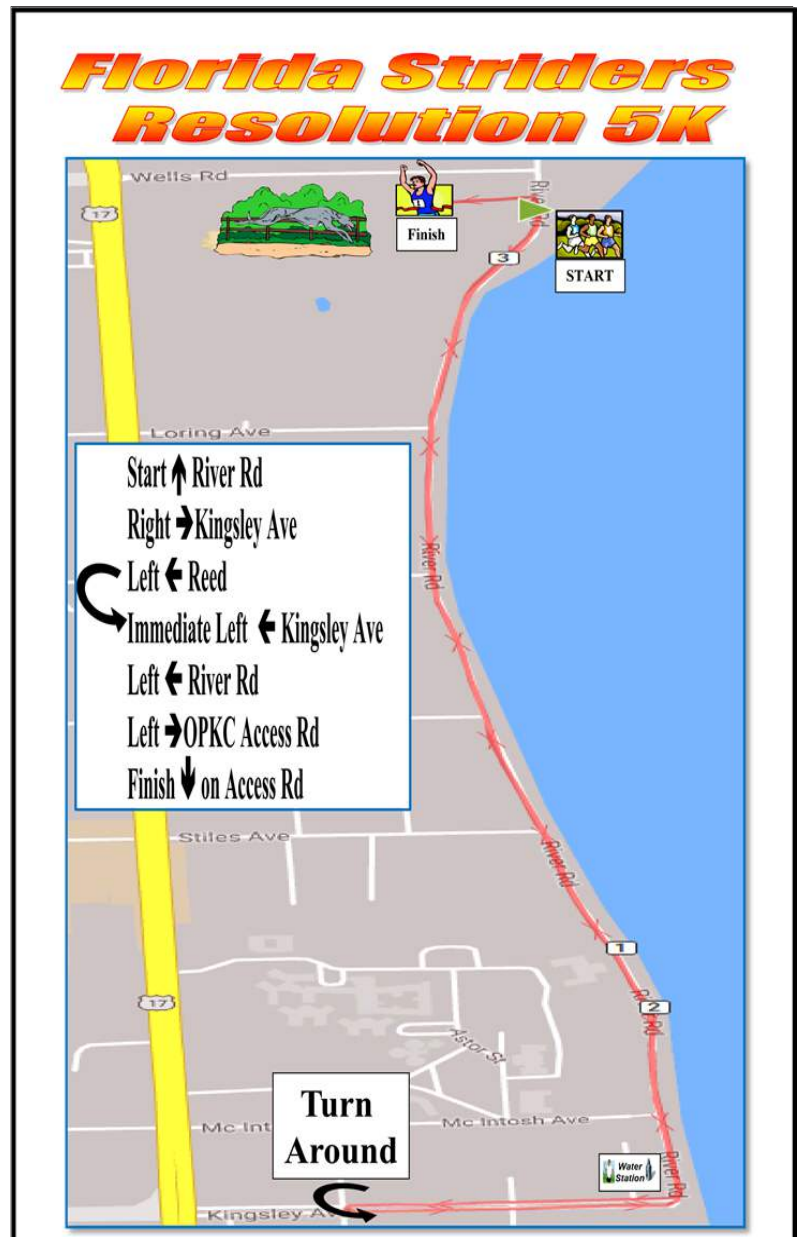 Florida Striders
Resolution 5K
Wells Rd
17
River Rd
Finish
START
3
Loring Ave
Start ↑ River Rd
Right → Kingsley Ave
Left ← Reed
Immediate Left ← Kingsley Ave
Left ← River Rd
Left → OPKC Access Rd
Finish ↓ on Access Rd
River Rd
Stiles Ave
River Rd
1
17
2
River Rd
Astor St
Turn
Around
Mc Int
Mc Intosh Ave
Water
Station
River Rd
Kingsley Av